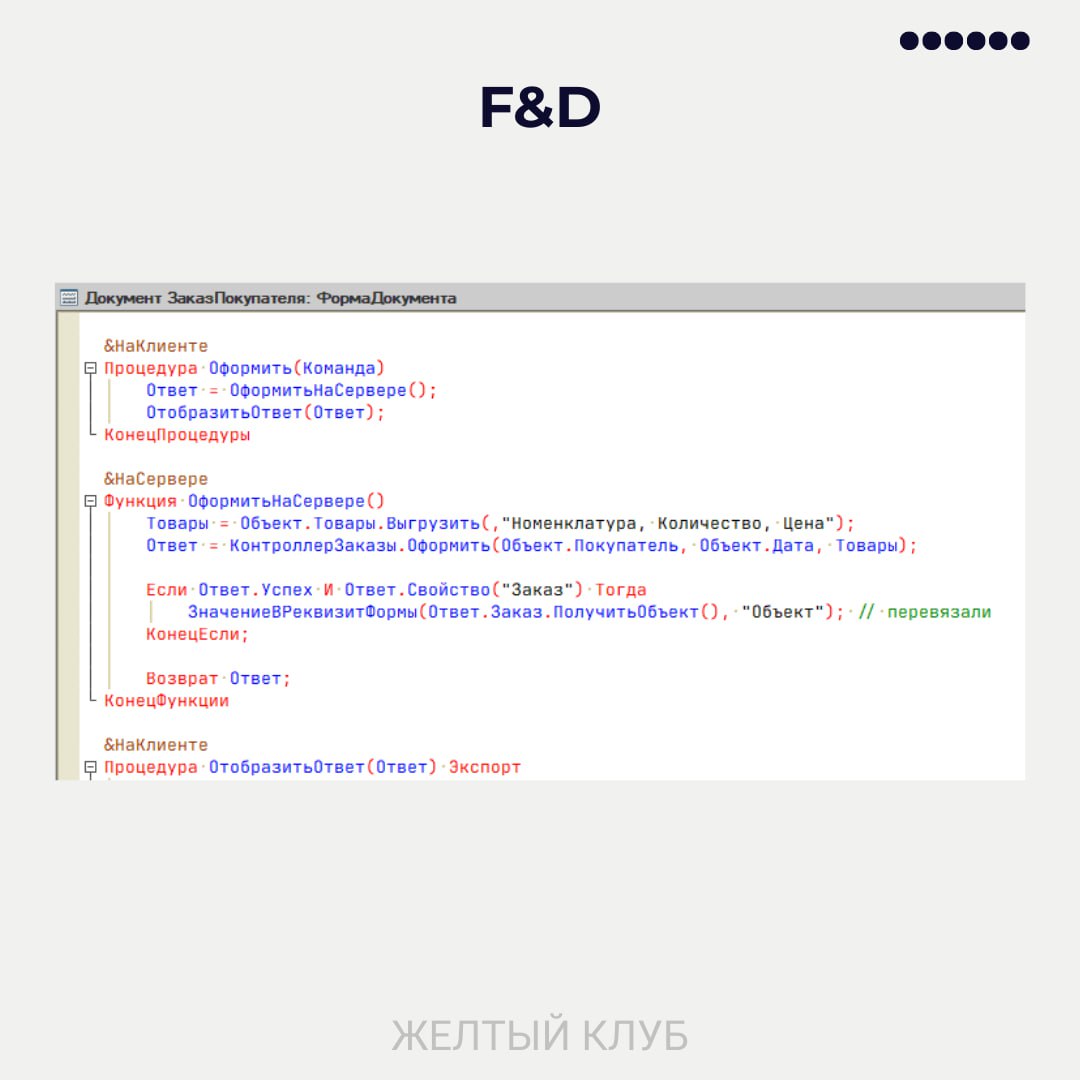 F&D
Документ ЗаказПокупателя: ФормаДокумента
&НаКлиенте
Процедура Оформить(Команда)
Ответ = ОформитьНаСервере();
ОтобразитьОтвет(Ответ);
КонецПроцедуры
&НаСервере
Функция ОформитьНаСервере()
Товары = Объект.Товары.Выгрузить(,"Номенклатура, Количество, Цена");
Ответ = КонтроллерЗаказы.Оформить(Объект.Покупатель, Объект.Дата, Товары);
Если Ответ.Успех И Ответ.Свойство("Заказ") Тогда
ЗначениеВРеквизитФормы(Ответ.Заказ.ПолучитьОбъект(), "Объект"); // перевязали
КонецЕсли;
Возврат Ответ;
КонецФункции
&НаКлиенте
Процедура ОтобразитьОтвет(Ответ) Экспорт
ЖЕЛТЫЙ КЛУБ